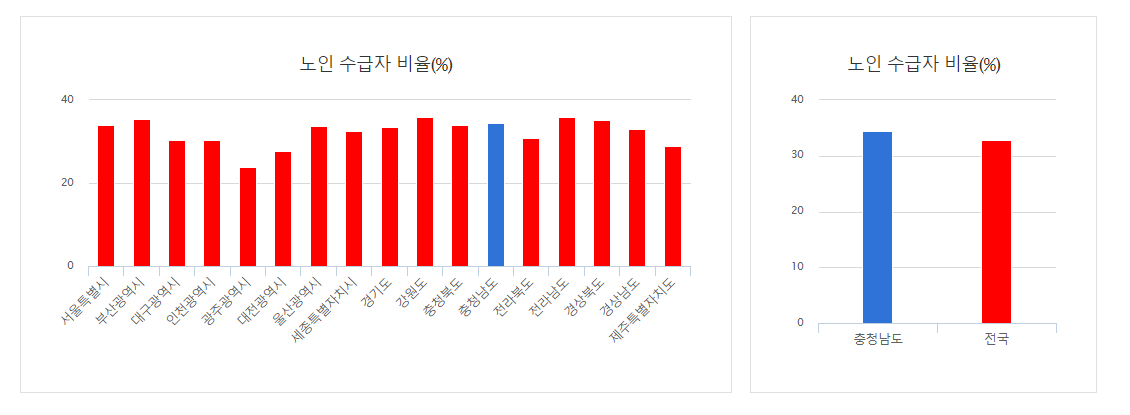 노인 수급자 비율(%)
40
20
0
서울특별시
부산광역시
대구광역시
인천광역시
광주광역시
대전광역시
울산광역시
세종특별자치시
경기도
강원도
충청북도
충청남도
전라북도
전라남도
경상북도
경상남도
제주특별자치도
노인 수급자 비율(%)
40
30
20
10
0
충청남도
전국